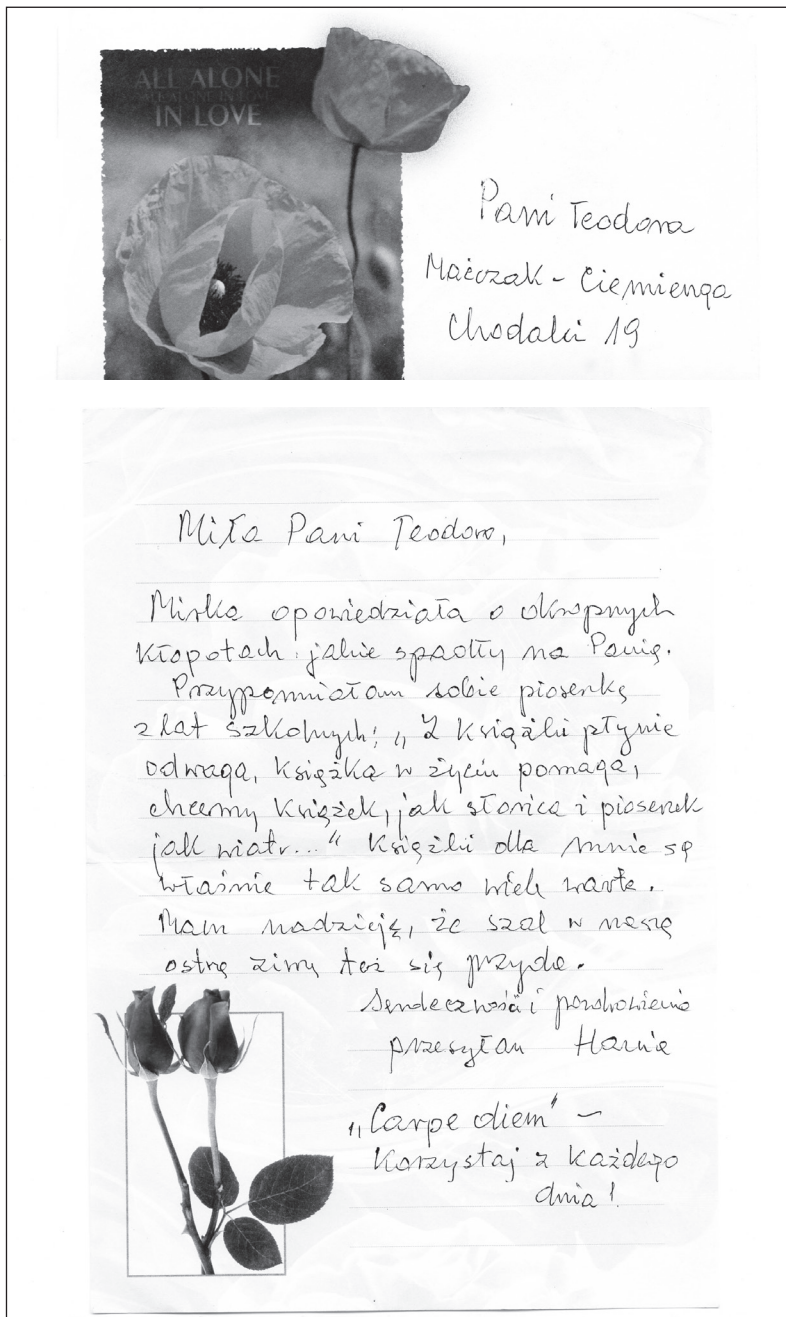 ALL ALONE
IN LOVE
Pani Teodora
Maćczak - Ciemienga
Chodaki 19
Miła Pani Teodoro,
Mirka opowiedziała o okropnych
kłopotach jakie spadły na Panią.
Przypomniałam sobie piosenkę
z lat szkolnych: „Z książki płynie
odwaga, książka w życiu pomaga,
chcemy książek, jak słońca i piosenek
jak wiatr..." Książki dla mnie są
właśnie tak samo wiele warte.
Mam nadzieję, że szal w naszą
ostrą zimę też się przyda.
Serdeczności i pozdrowienia
przesyłam Hania
„Carpe diem" –
Korzystaj z każdego
dnia!